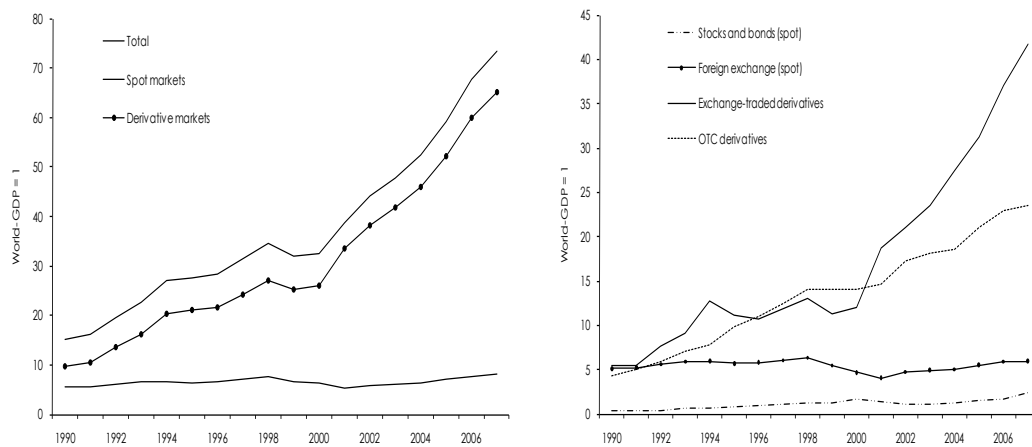 80
70
60
50
40
30
20
10
0
World-GDP = 1
Total
Spot markets
Derivative markets
1990 1992 1994 1996 1998 2000 2002 2004 2006
45
40
35
30
25
20
15
10
5
0
World-GDP = 1
Stocks and bonds (spot)
Foreign exchange (spot)
Exchange-traded derivatives
OTC derivatives
1990 1992 1994 1996 1998 2000 2002 2004 2006